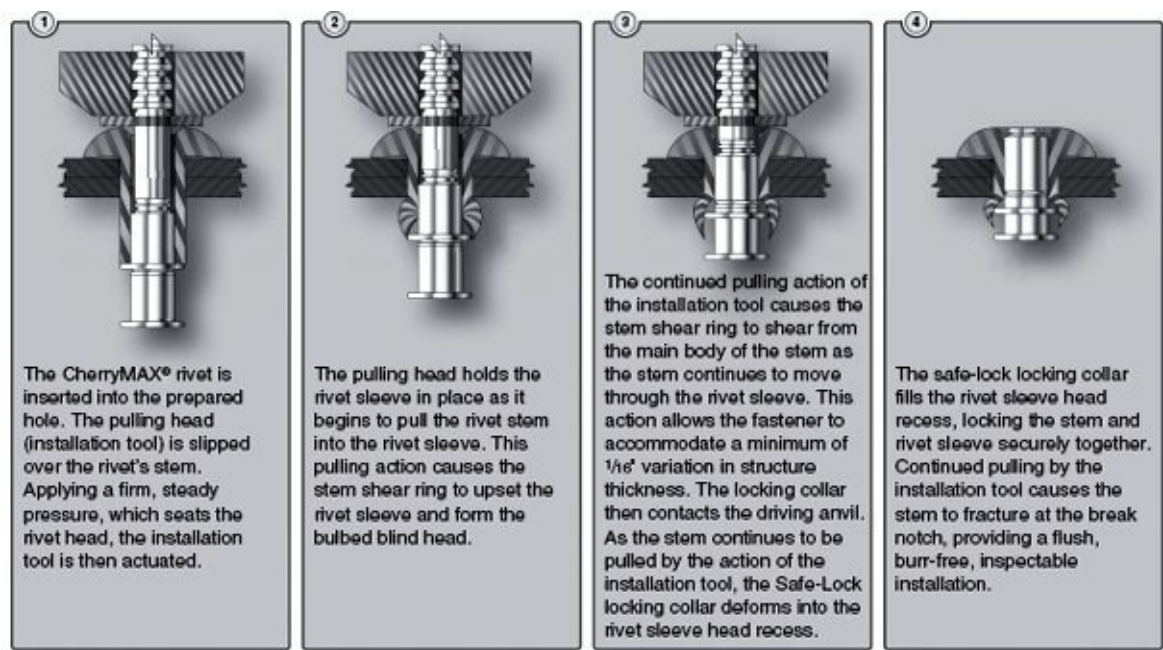 1
The CherryMAX® rivet is
inserted into the prepared
hole. The pulling head
(installation tool) is slipped
over the rivet's stem.
Applying a firm, steady
pressure, which seats the
rivet head, the installation
tool is then actuated.
2
The pulling head holds the
rivet sleeve in place as it
begins to pull the rivet stem
into the rivet sleeve. This
pulling action causes the
stem shear ring to upset the
rivet sleeve and form the
bulbed blind head.
3
The continued pulling action of
the installation tool causes the
stem shear ring to shear from
the main body of the stem as
the stem continues to move
through the rivet sleeve. This
action allows the fastener to
accommodate a minimum of
1/16" variation in structure
thickness. The locking collar
then contacts the driving anvil.
As the stem continues to be
pulled by the action of the
installation tool, the Safe-Lock
locking collar deforms into the
rivet sleeve head recess.
4
The safe-lock locking collar
fills the rivet sleeve head
recess, locking the stem and
rivet sleeve securely together.
Continued pulling by the
installation tool causes the
stem to fracture at the break
notch, providing a flush,
burr-free, inspectable
installation.